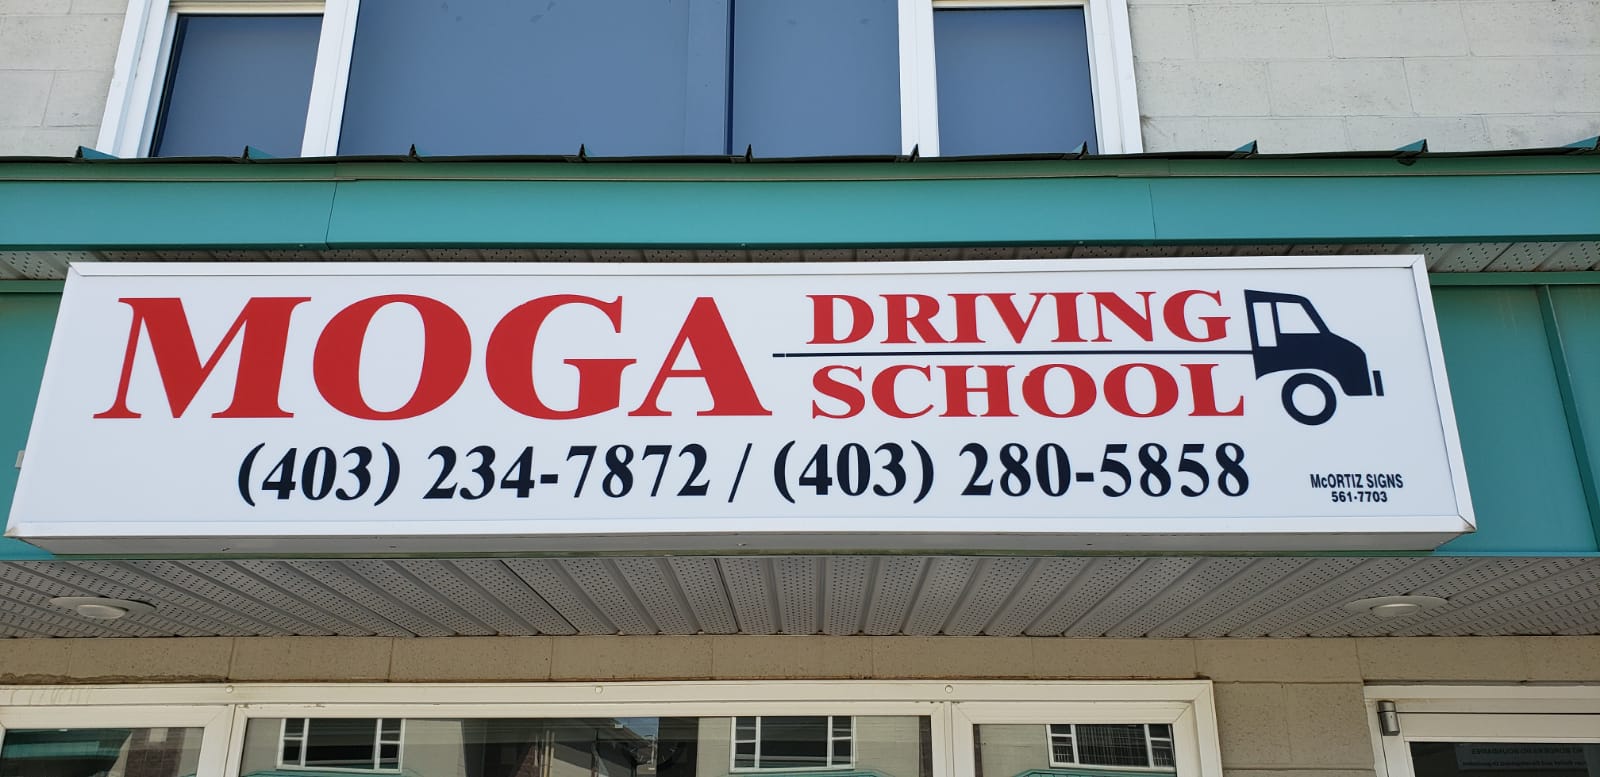 MOGA DRIVING SCHOOL
(403) 234-7872 / (403) 280-5858
McORTIZ SIGNS
561-7703